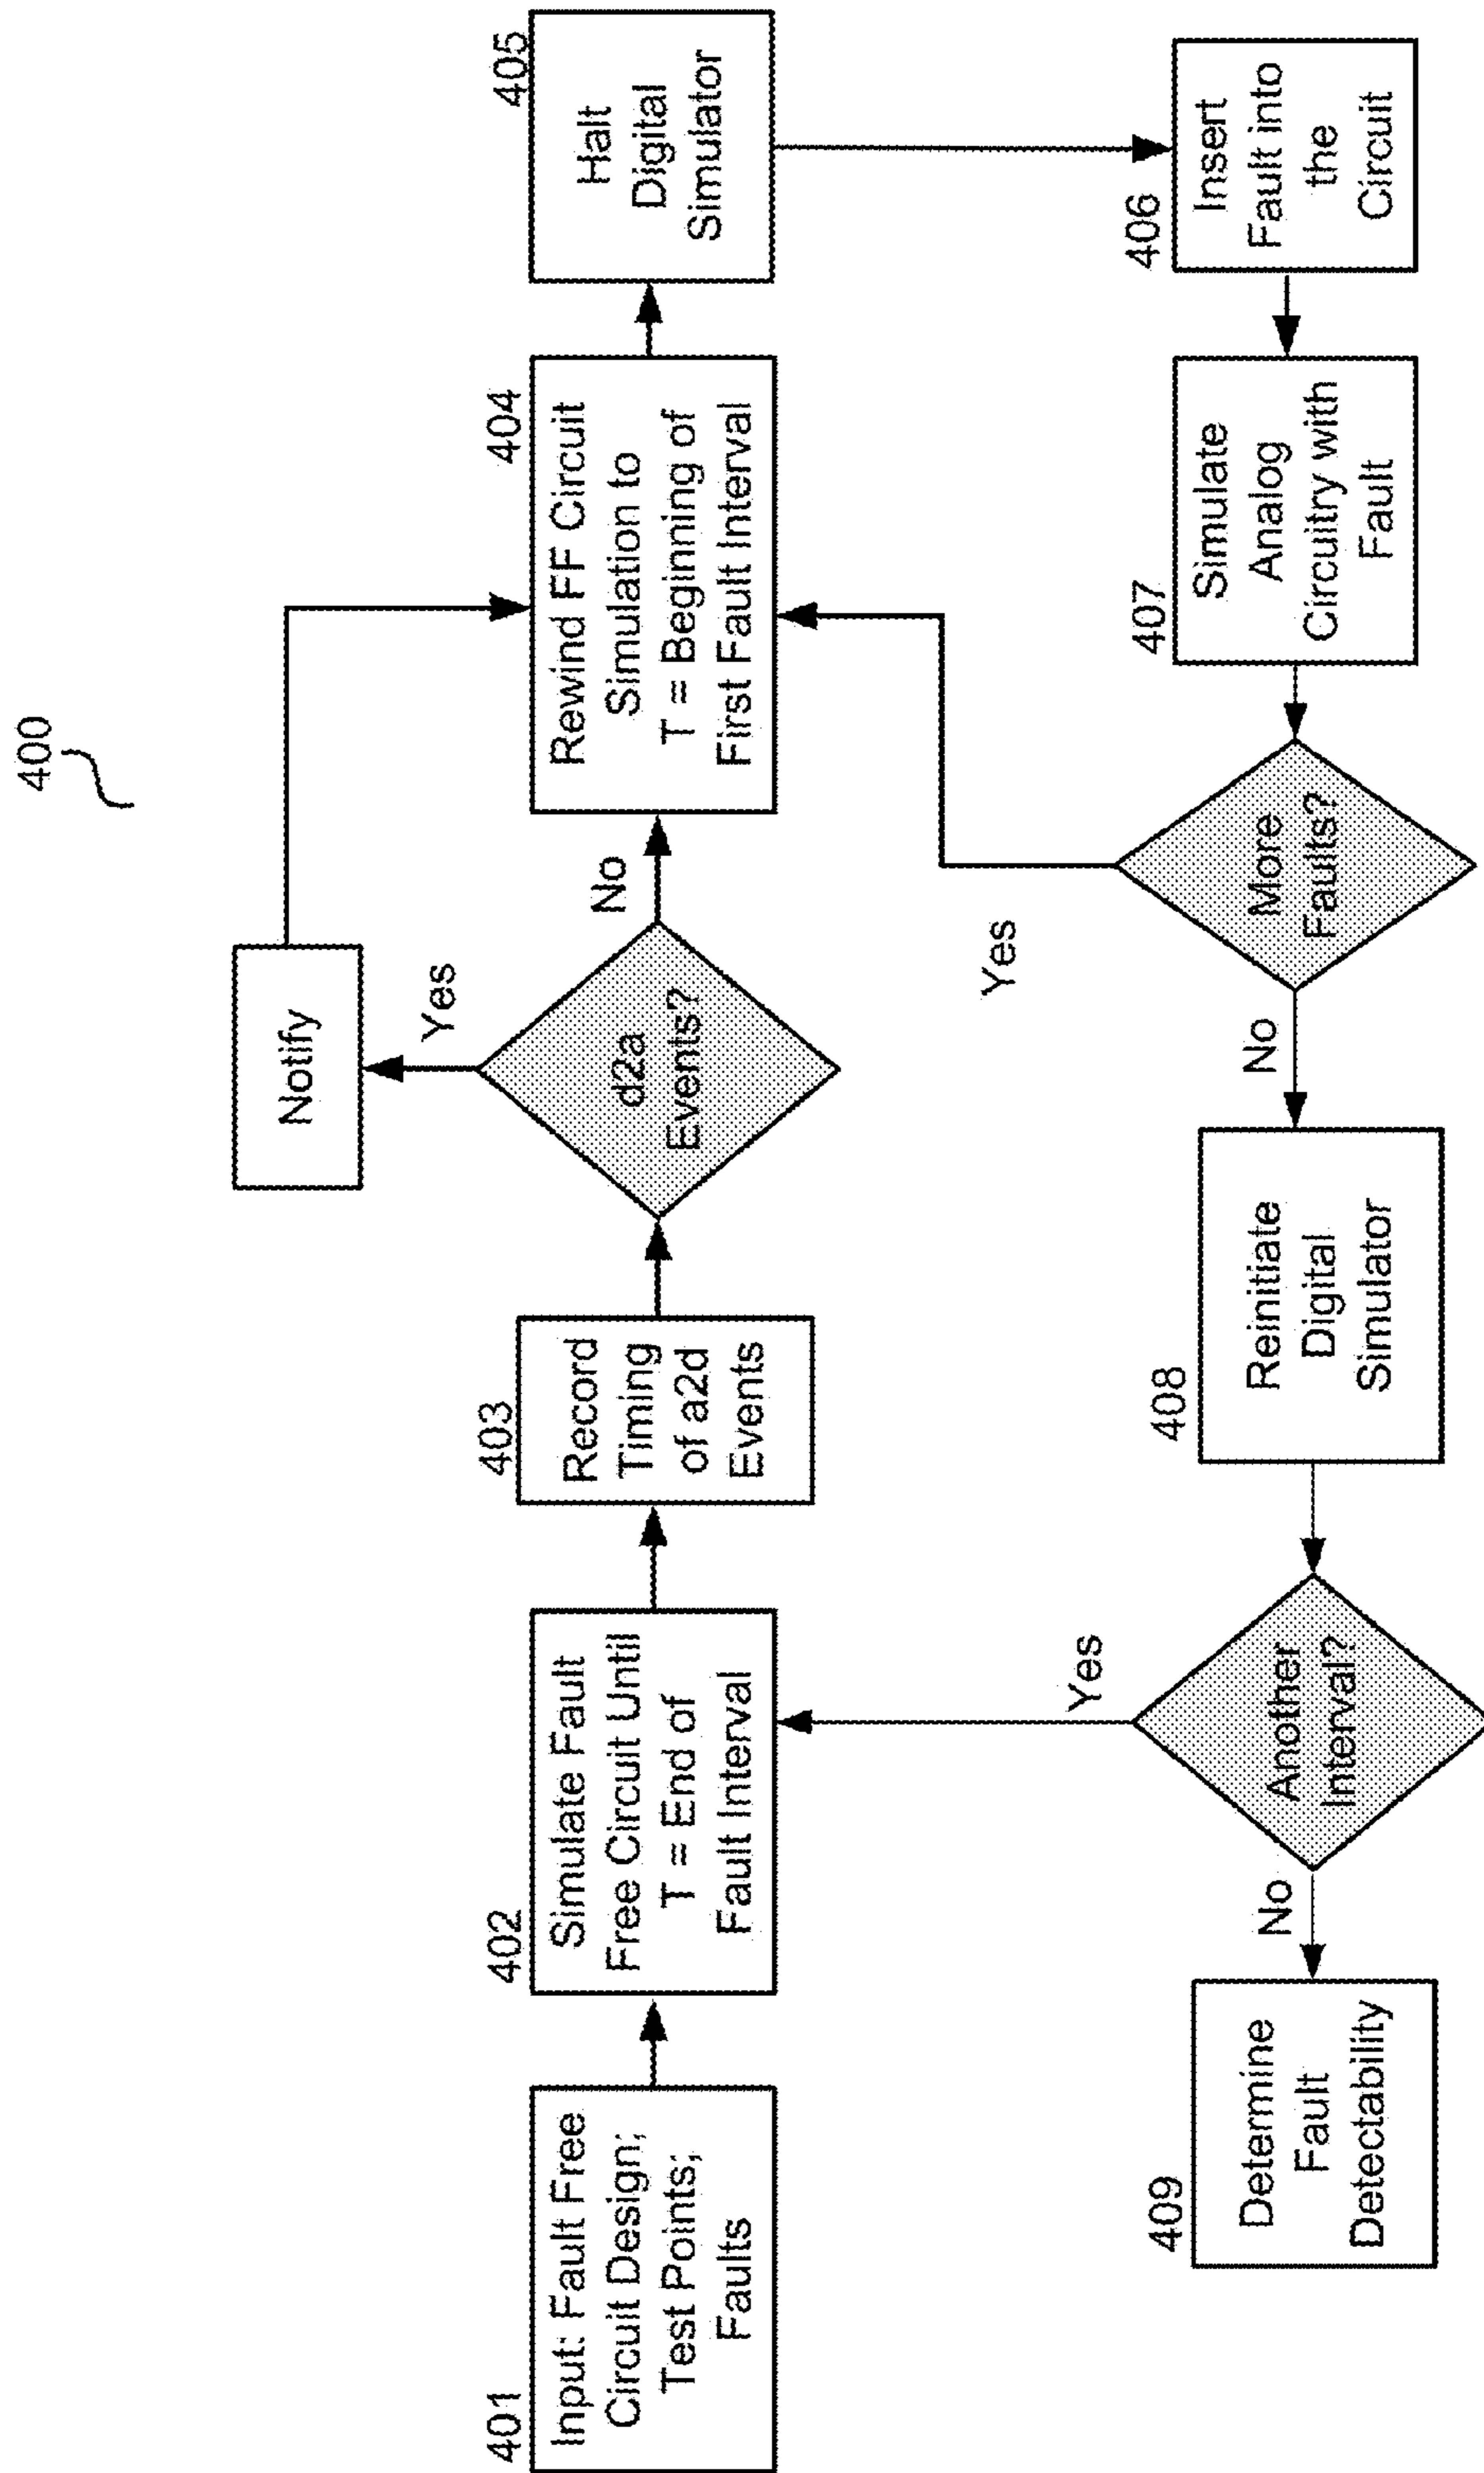 400
401
Input: Fault Free
Circuit Design;
Test Points;
Faults
402
Simulate Fault
Free Circuit Until
T = End of
Fault Interval
403
Record
Timing
of a2d
Events
d2a
Events?
Yes
Notify
No
404
Rewind FF Circuit
Simulation to
T = Beginning of
First Fault Interval
405
Halt
Digital
Simulator
406
Insert
Fault into
the
Circuit
407
Simulate
Analog
Circuitry with
Fault
More
Faults?
Yes
No
408
Reinitiate
Digital
Simulator
Another
Interval?
Yes
No
409
Determine
Fault
Detectability